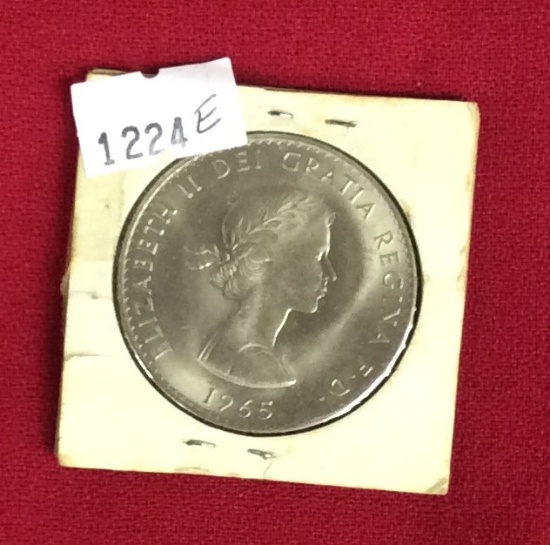 1224E
ELIZABETH II DEI GRATIA REGINA F.D.
1965